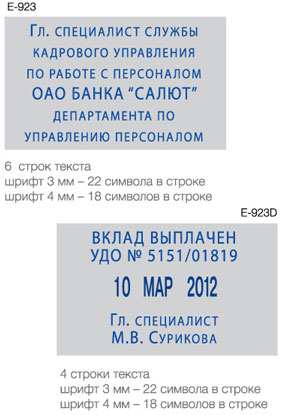 E-923
Гл. специалист службы
кадрового управления
по работе с персоналом
ОАО БАНКА “САЛЮТ”
департамента по
управлению персоналом
6 строк текста
шрифт 3 мм – 22 символа в строке
шрифт 4 мм – 18 символов в строке
E-923D
ВКЛАД ВЫПЛАЧЕН
УДО № 5151/01819
10 МАР 2012
Гл. специалист
М.В. Сурикова
4 строки текста
шрифт 3 мм – 22 символа в строке
шрифт 4 мм – 18 символов в строке